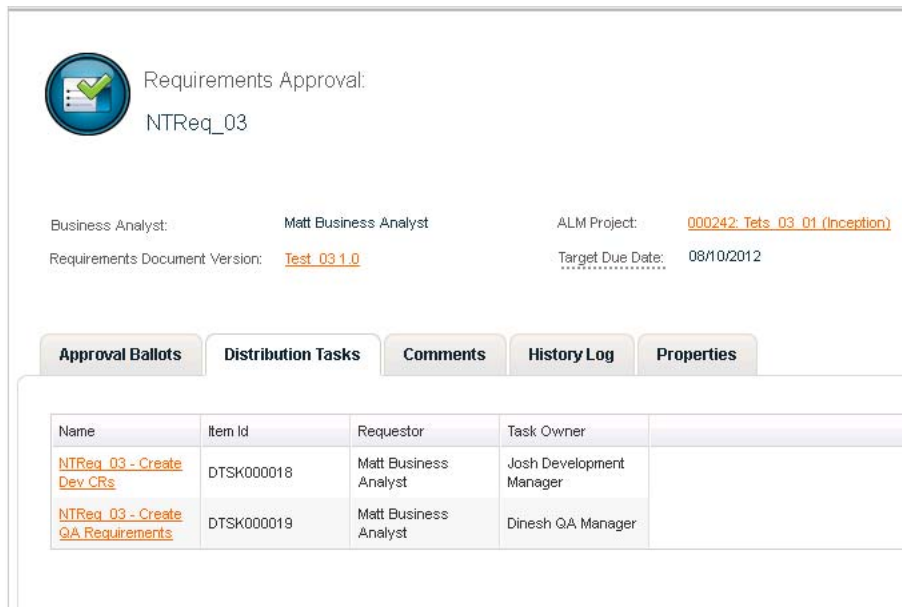 Requirements Approval:
NTReq_03
Business Analyst: Matt Business Analyst ALM Project: 000242: Tets_03_01 (Inception)
Requirements Document Version: Test_03 1.0 Target Due Date: 08/10/2012
Approval Ballots Distribution Tasks Comments History Log Properties
Name Item Id Requestor Task Owner
NTReq_03 - Create
Dev CRs
DTSK000018
Matt Business
Analyst
Josh Development
Manager
NTReq_03 - Create
QA Requirements
DTSK000019
Matt Business
Analyst
Dinesh QA Manager